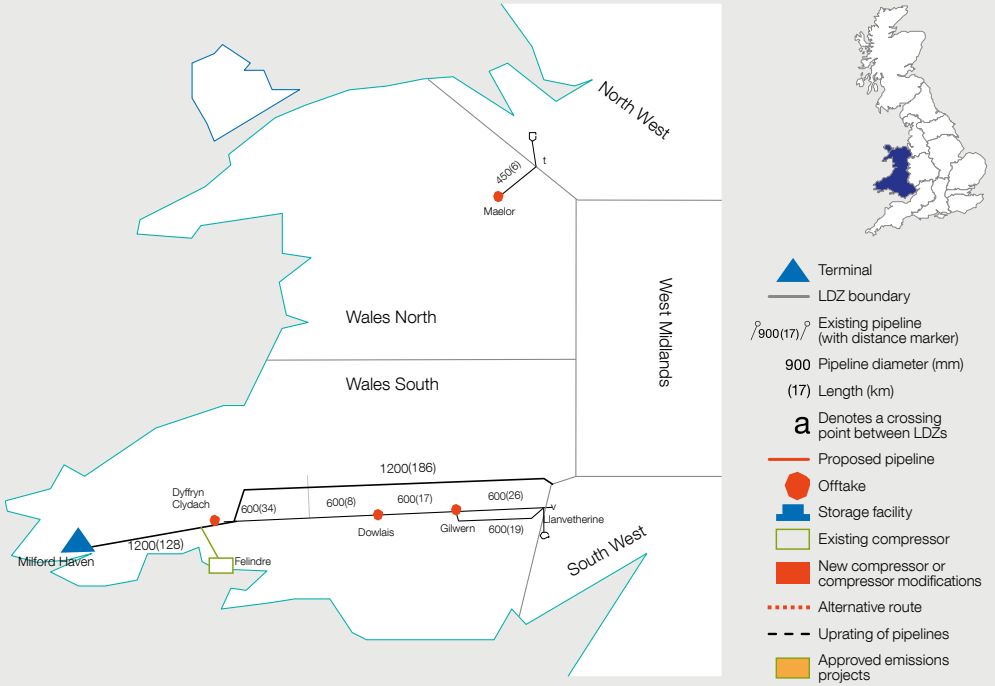 North West
450(6)
t
Maelor
Wales North
West Midlands
Wales South
1200(186)
Dyffryn
Clydach
600(34)
600(8)
600(17)
600(26)
v
Llanvetherine
Dowlais
Gilwern
600(19)
1200(128)
Milford Haven
Felindre
South West
Terminal
LDZ boundary
900(17)
Existing pipeline
(with distance marker)
900
Pipeline diameter (mm)
(17)
Length (km)
a
Denotes a crossing
point between LDZs
Proposed pipeline
Offtake
Storage facility
Existing compressor
New compressor or
compressor modifications
Alternative route
Uprating of pipelines
Approved emissions
projects